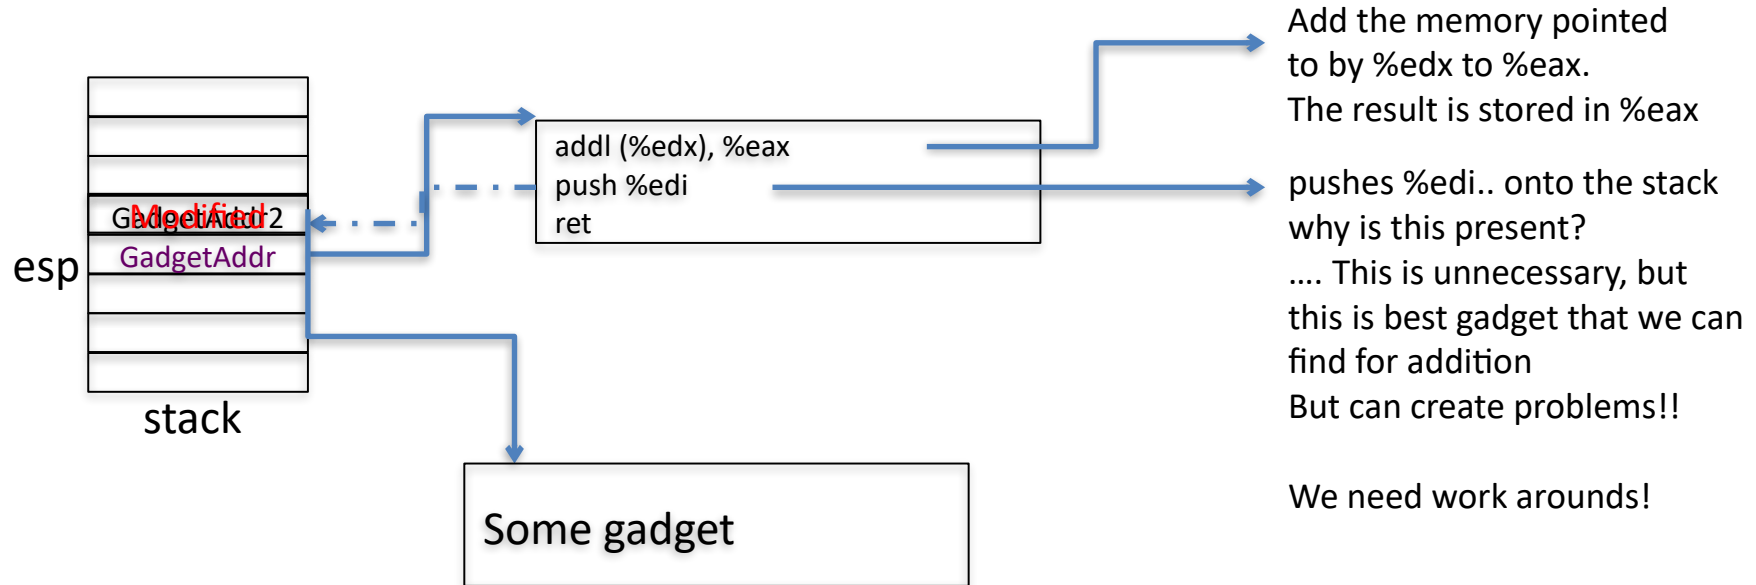 Add the memory pointed
to by %edx to %eax.
The result is stored in %eax
addl (%edx), %eax
push %edi
ret
pushes %edi.. onto the stack
why is this present?
.... This is unnecessary, but
this is best gadget that we can
find for addition
But can create problems!!
We need work arounds!
GadgetAddr2
Modified
GadgetAddr
esp
stack
Some gadget